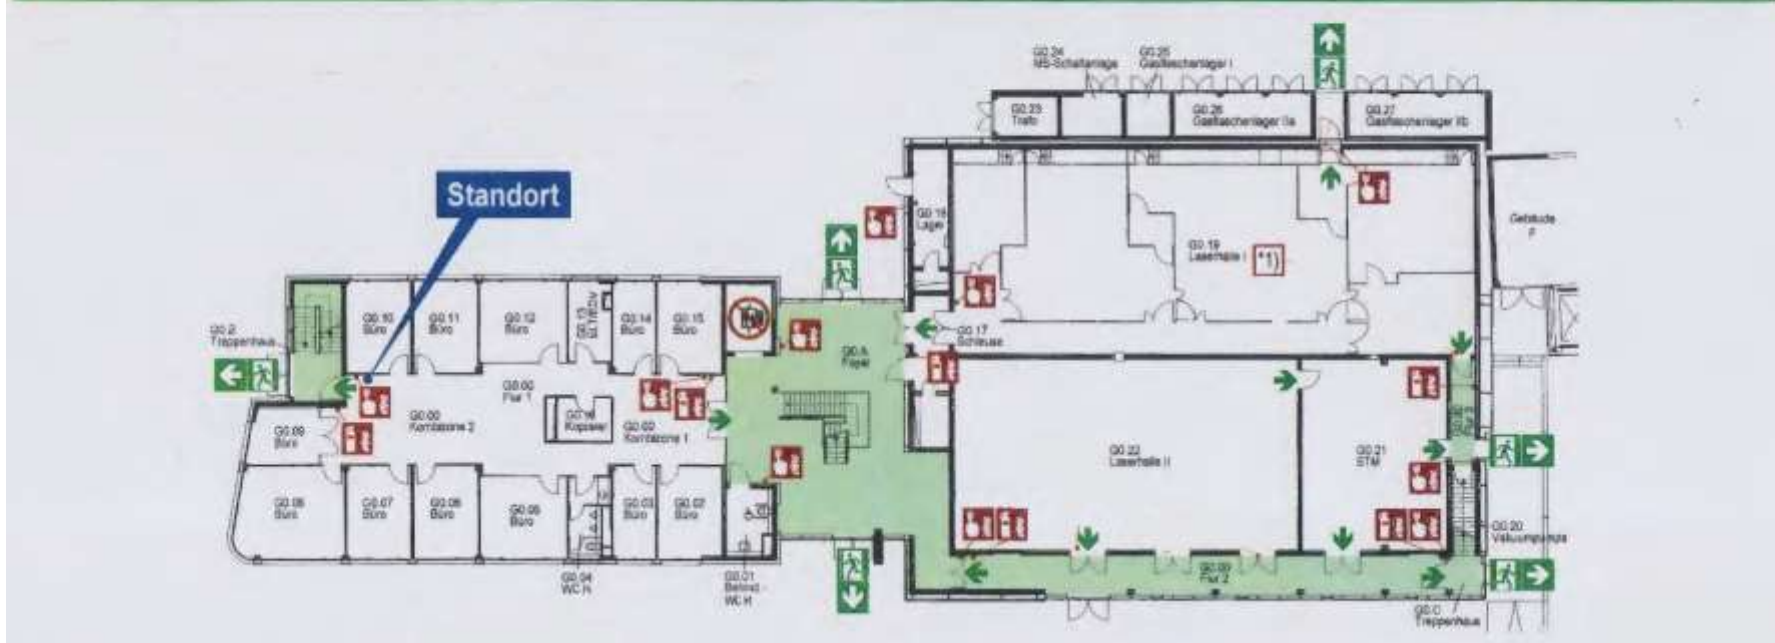 G0.24
MS-Schaltanlage
G0.25
Gasflaschenlager I
G0.23
Trafo
G0.26
Gasflaschenlager IIa
G0.27
Gasflaschenlager IIb
Standort
G0.18
Lager
G0.19
Laserhalle I
*1)
Gebäude
F
G0.10
Büro
G0.11
Büro
G0.12
Büro
G0.13
G0.14
Büro
G0.15
Büro
Treppenhaus
G0.A
Foyer
G0.17
Schleuse
G0.00
Flur 1
G0.00
Kombizone 2
Kopierer
G0.00
Kombizone 1
G0.09
Büro
G0.22
Laserhalle II
G0.21
STM
Flur 3
G0.08
Büro
G0.07
Büro
G0.06
Büro
G0.05
Büro
G0.03
Büro
G0.02
Büro
G0.20
Vakuumpumpe
G0.04
WC H
G0.01
Behind.-
WC H
G0.00
Flur 2
G0.C
Treppenhaus